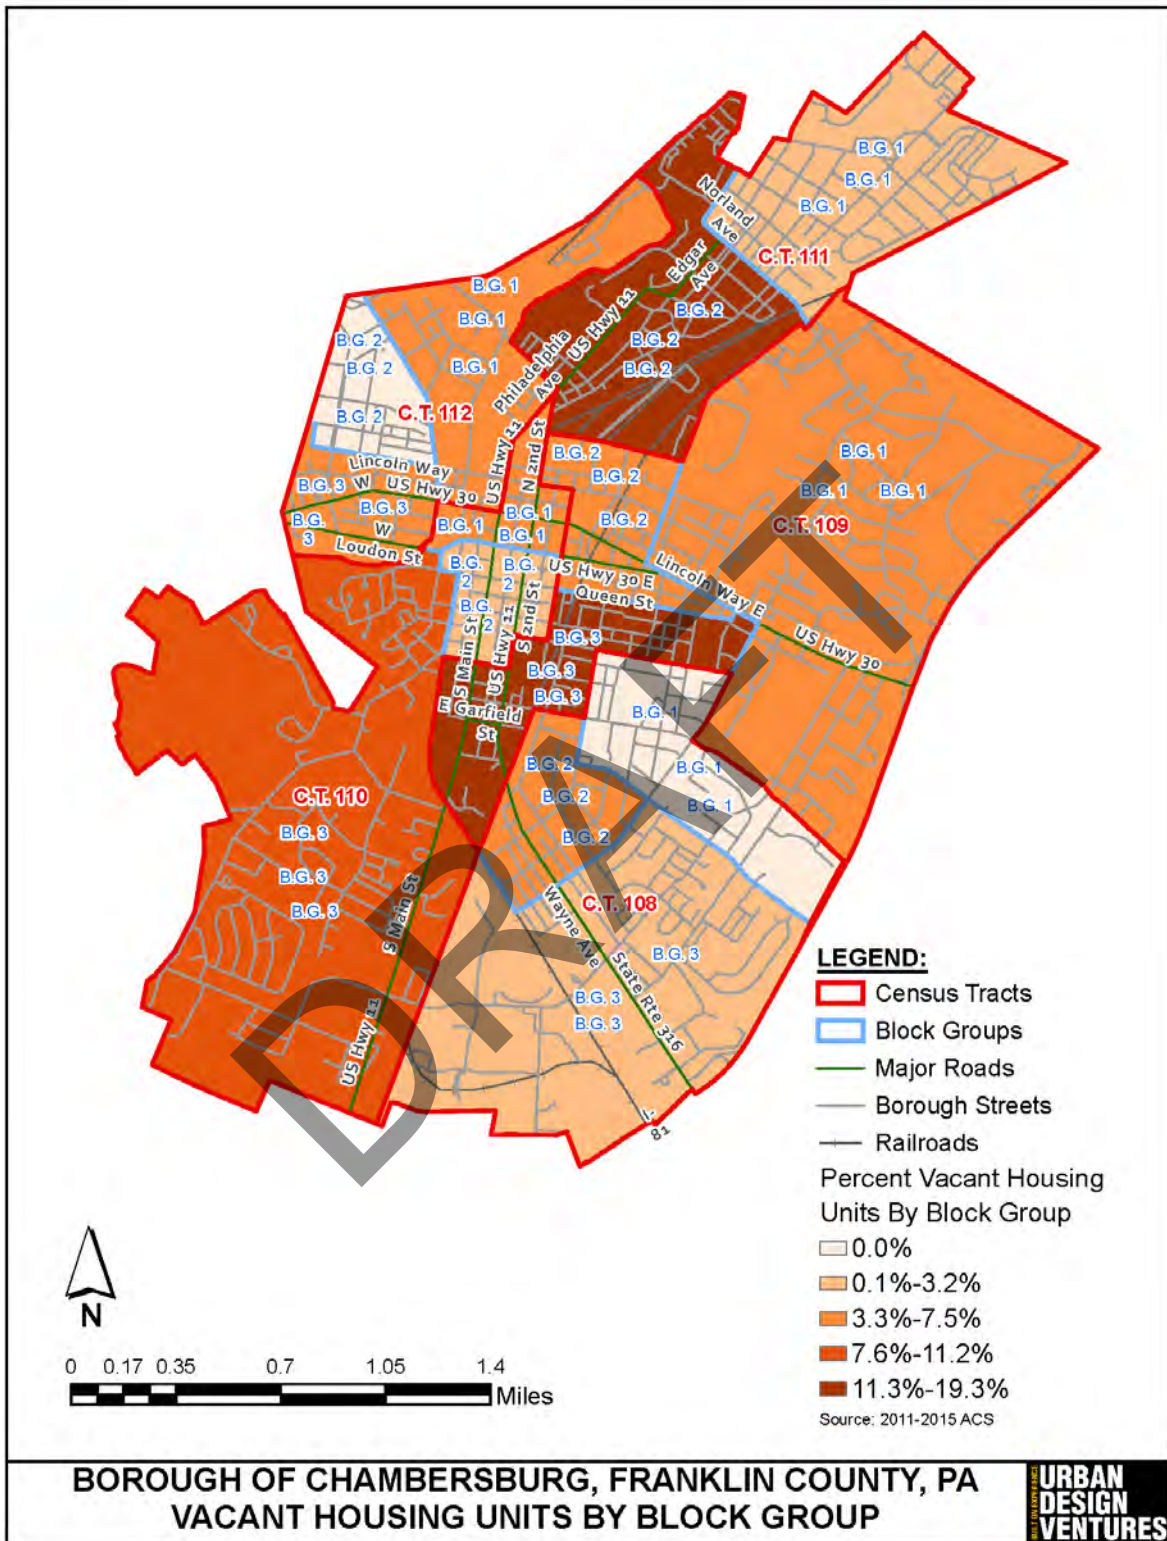 B.G. 1
B.G. 1
B.G. 1
Norland
Ave
C.T. 111
Edgar
Ave
B.G. 1
B.G. 1
B.G. 1
US Hwy 11
B.G. 2
B.G. 2
B.G. 2
Philadelphia
Ave
B.G. 2
B.G. 2
B.G. 2
C.T. 112
US Hwy 11
N 2nd St
Lincoln Way
W
US Hwy 30
B.G. 3
B.G. 3
B.G.
3
W
Loudon St
B.G. 2
B.G. 2
B.G. 2
B.G. 1
B.G. 1
B.G. 1
B.G. 1
B.G. 1
B.G. 1
C.T. 109
B.G.
2
B.G.
2
B.G.
2
US Hwy 30 E
Queen St
Lincoln Way E
US Hwy 30
S Main St
US Hwy 11
S 2nd St
B.G. 3
B.G. 3
B.G. 3
E Garfield
St
B.G. 1
B.G. 1
B.G. 1
B.G. 2
B.G. 2
B.G. 2
C.T. 110
B.G. 3
B.G. 3
B.G. 3
S Main St
US Hwy 11
C.T. 108
Wayne Ave
State Rte 316
B.G. 3
B.G. 3
B.G. 3
I-
81
DRAFT
LEGEND:
Census Tracts
Block Groups
Major Roads
Borough Streets
Railroads
Percent Vacant Housing
Units By Block Group
0.0%
0.1%-3.2%
3.3%-7.5%
7.6%-11.2%
11.3%-19.3%
Source: 2011-2015 ACS
N
0 0.17 0.35 0.7 1.05 1.4
Miles
BOROUGH OF CHAMBERSBURG, FRANKLIN COUNTY, PA
VACANT HOUSING UNITS BY BLOCK GROUP
BUILT ON EXPERIENCE
URBAN
DESIGN
VENTURES